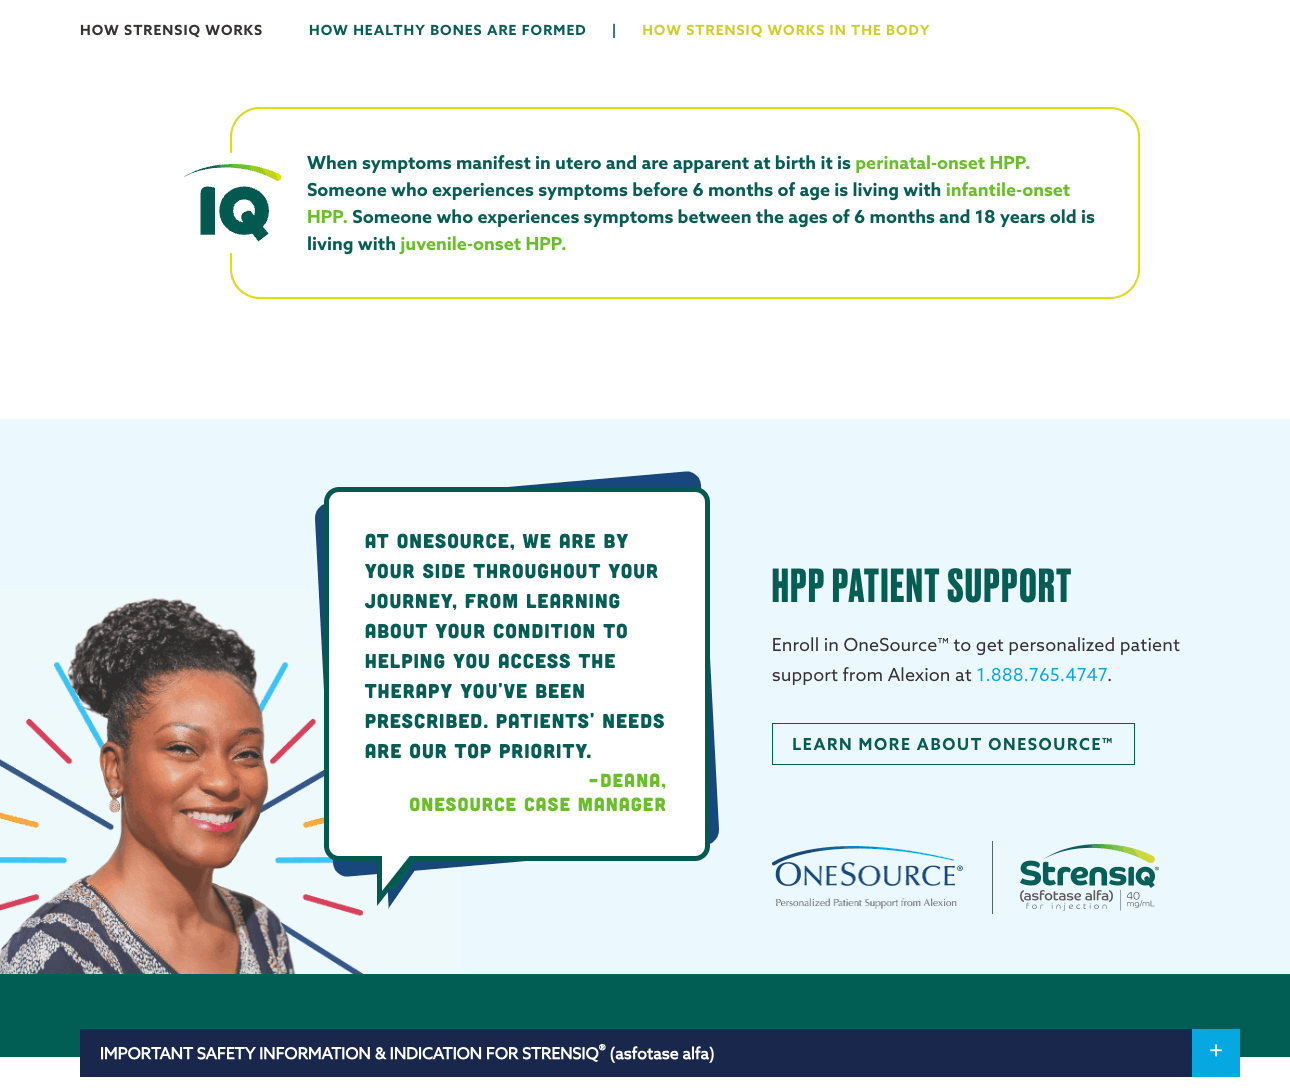 HOW STRENSIQ WORKS HOW HEALTHY BONES ARE FORMED | HOW STRENSIQ WORKS IN THE BODY
IQ
When symptoms manifest in utero and are apparent at birth it is perinatal-onset HPP.
Someone who experiences symptoms before 6 months of age is living with infantile-onset
HPP. Someone who experiences symptoms between the ages of 6 months and 18 years old is
living with juvenile-onset HPP.
AT ONESOURCE, WE ARE BY
YOUR SIDE THROUGHOUT YOUR
JOURNEY, FROM LEARNING
ABOUT YOUR CONDITION TO
HELPING YOU ACCESS THE
THERAPY YOU'VE BEEN
PRESCRIBED. PATIENTS' NEEDS
ARE OUR TOP PRIORITY.
–DEANA,
ONESOURCE CASE MANAGER
HPP PATIENT SUPPORT
Enroll in OneSource™ to get personalized patient
support from Alexion at 1.888.765.4747.
LEARN MORE ABOUT ONESOURCE™
ONESOURCE®
Personalized Patient Support from Alexion
Strensiq®
(asfotase alfa) | 40
for injection mg/mL
IMPORTANT SAFETY INFORMATION & INDICATION FOR STRENSIQ® (asfotase alfa) +